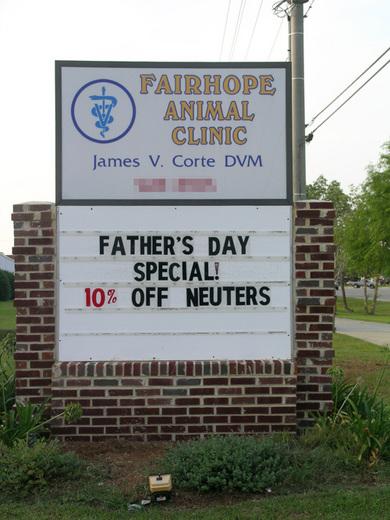 FAIRHOPE
ANIMAL
CLINIC
James V. Corte DVM
FATHER'S DAY
SPECIAL!
10% OFF NEUTERS